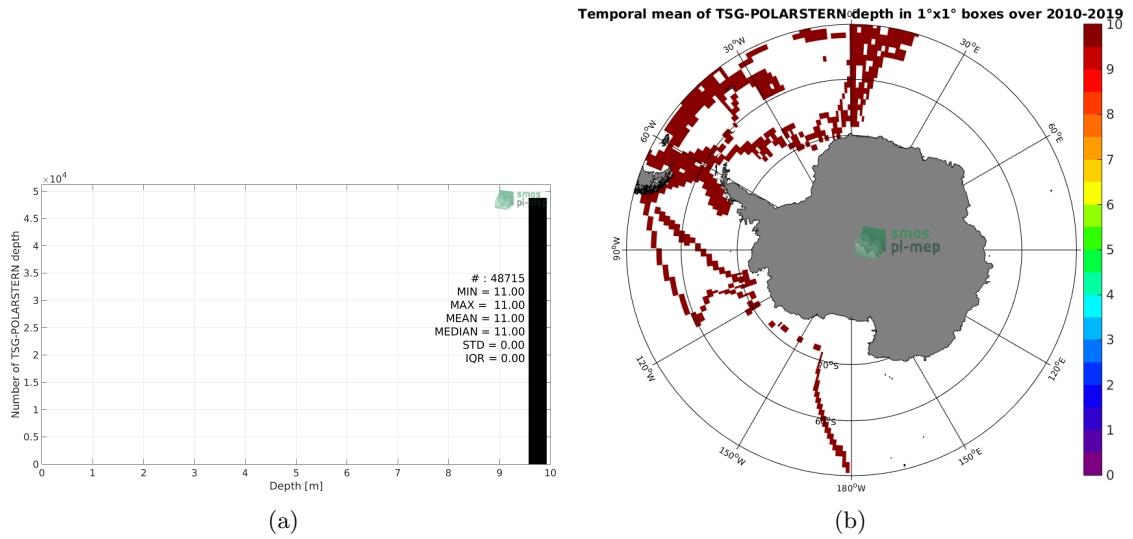 ×10⁴
5
4.5
4
3.5
3
2.5
2
1.5
1
0.5
0
Number of TSG-POLARSTERN depth
smos
pi-mep
# : 48715
MIN = 11.00
MAX = 11.00
MEAN = 11.00
MEDIAN = 11.00
STD = 0.00
IQR = 0.00
0 1 2 3 4 5 6 7 8 9 10
Depth [m]
(a)
Temporal mean of TSG-POLARSTERN depth in 1°x1° boxes over 2010-2019
0°
30°E
60°E
120°E
150°E
180°W
150°W
120°W
90°W
60°W
30°W
70°S
60°S
smos
pi-mep
10
9
8
7
6
5
4
3
2
1
0
(b)